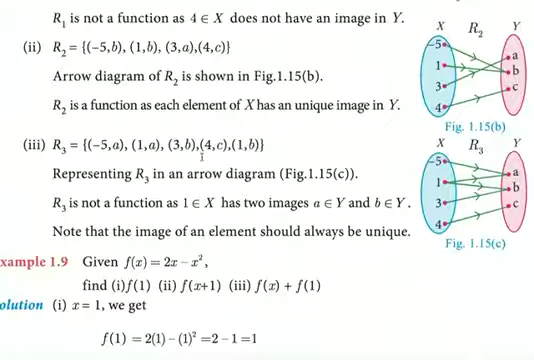 R₁ is not a function as 4 ∈ X does not have an image in Y.
(ii) R₂ = {(−5,b), (1,b), (3,a),(4,c)}
Arrow diagram of R₂ is shown in Fig.1.15(b).
R₂ is a function as each element of X has an unique image in Y.
X R₂ Y
−5
1
3
4
a
b
c
Fig. 1.15(b)
(iii) R₃ = {(−5,a), (1,a), (3,b),(4,c),(1,b)}
Representing R₃ in an arrow diagram (Fig.1.15(c)).
R₃ is not a function as 1 ∈ X has two images a ∈ Y and b ∈ Y.
Note that the image of an element should always be unique.
X R₃ Y
−5
1
3
4
a
b
c
Fig. 1.15(c)
xample 1.9 Given f(x) = 2x − x²,
find (i)f(1) (ii) f(x+1) (iii) f(x) + f(1)
olution (i) x = 1, we get
f(1) = 2(1) − (1)² =2 − 1 =1